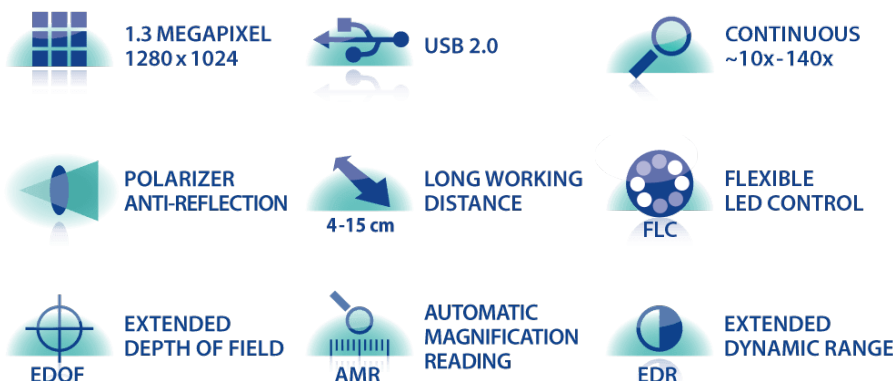 1.3 MEGAPIXEL
1280 x 1024
USB 2.0
CONTINUOUS
~10x-140x
POLARIZER
ANTI-REFLECTION
4-15 cm
LONG WORKING
DISTANCE
FLC
FLEXIBLE
LED CONTROL
EDOF
EXTENDED
DEPTH OF FIELD
AMR
AUTOMATIC
MAGNIFICATION
READING
EDR
EXTENDED
DYNAMIC RANGE